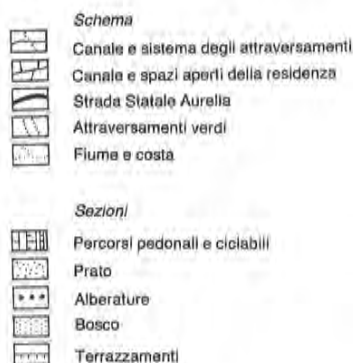 Schema
Canale e sistema degli attraversamenti
Canale e spazi aperti della residenza
Strada Statale Aurelia
Attraversamenti verdi
Fiume e costa
Sezioni
Percorsi pedonali e ciclabili
Prato
Alberature
Bosco
Terrazzamenti